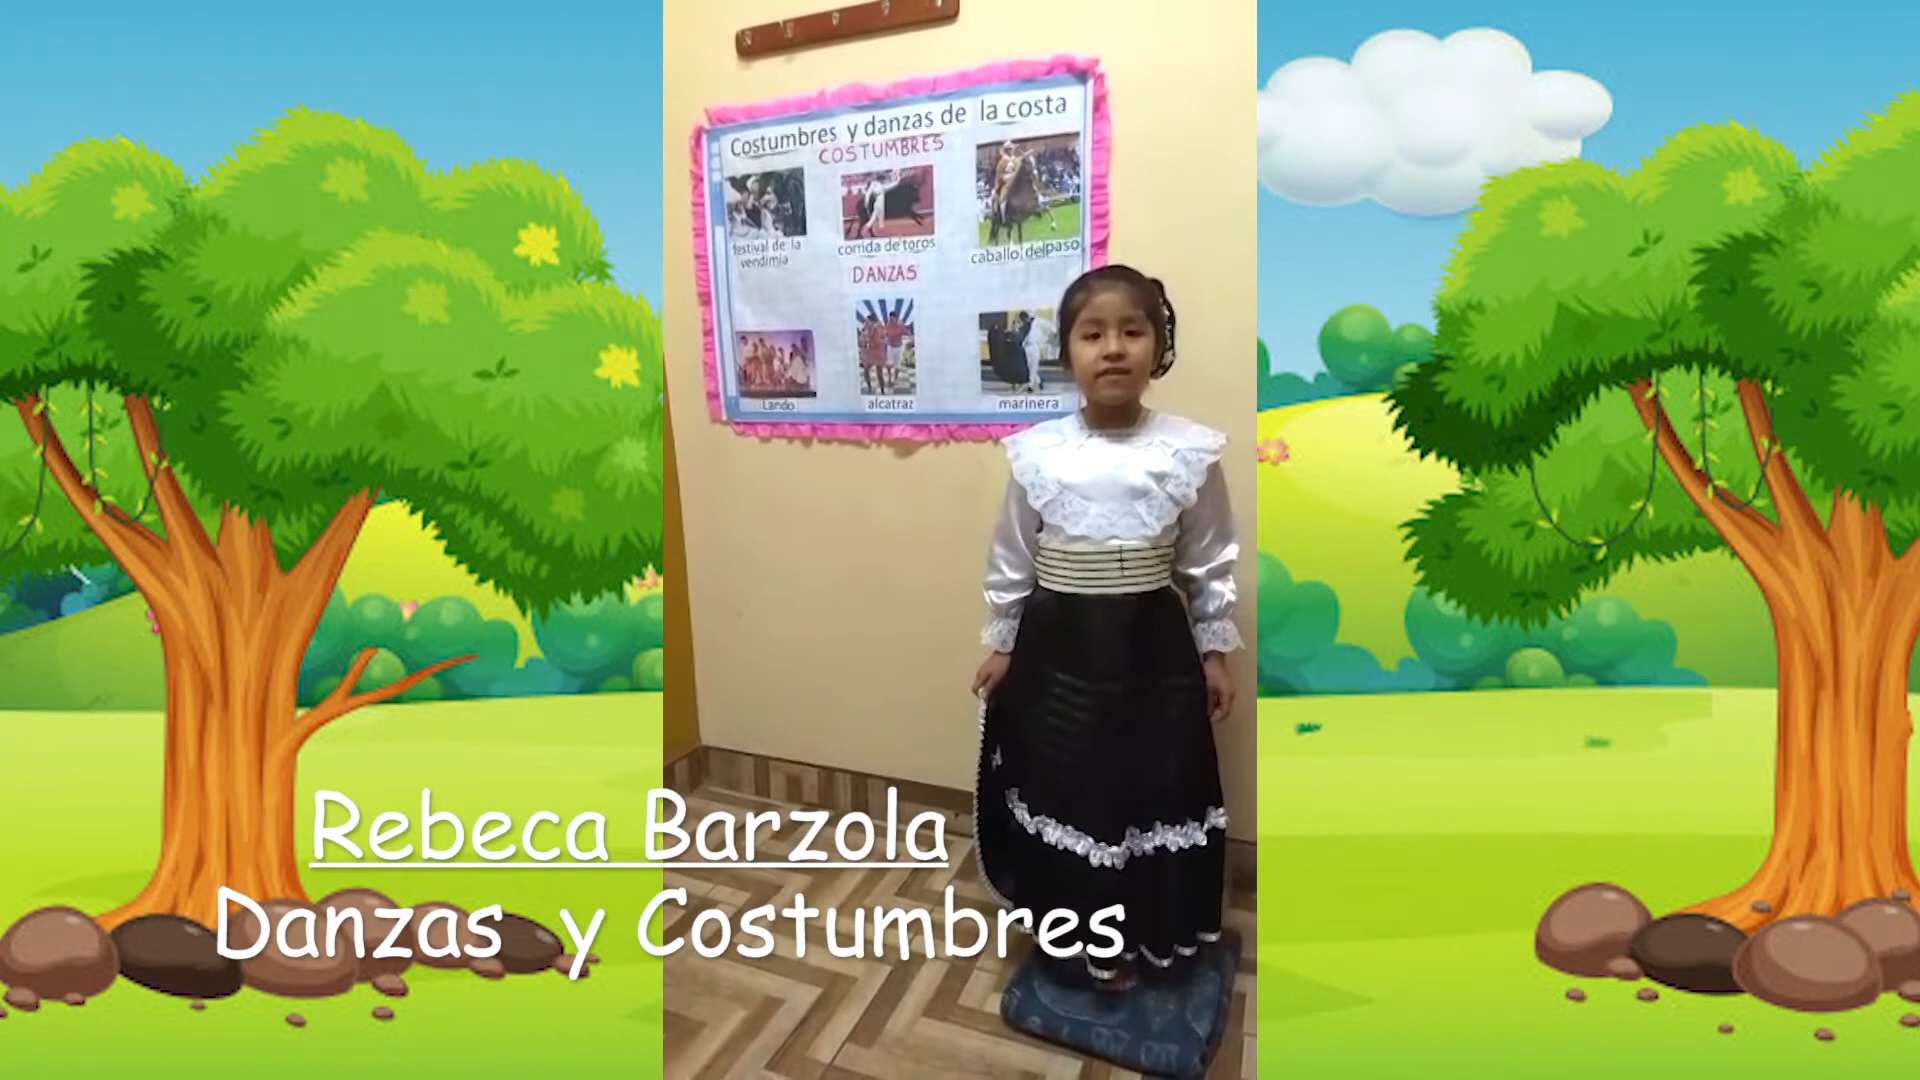 Costumbres y danzas de la costa
COSTUMBRES
festival de la
vendimia
corrida de toros
caballo del paso
DANZAS
Lando
alcatraz
marinera
Rebeca Barzola
Danzas y Costumbres